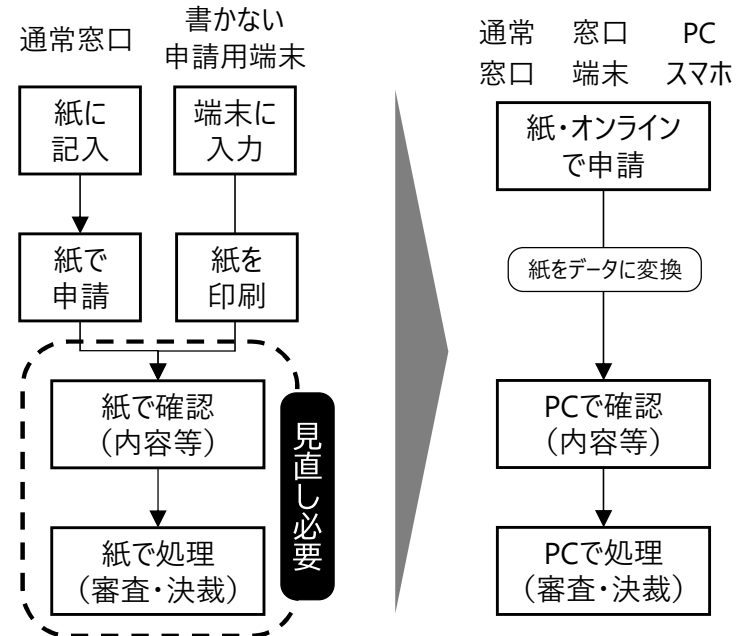 通常窓口
書かない
申請用端末
紙に
記入
端末に
入力
紙で
申請
紙を
印刷
紙で確認
（内容等）
紙で処理
（審査・決裁）
見直し必要
通常
窓口
窓口
端末
PC
スマホ
紙・オンライン
で申請
紙をデータに変換
PCで確認
（内容等）
PCで処理
（審査・決裁）